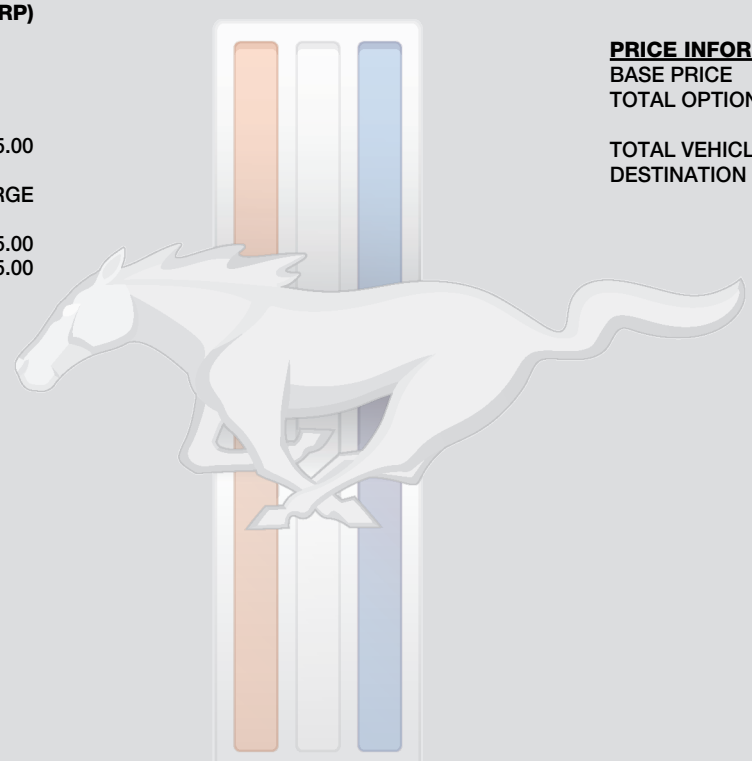 RP)
5.00
RGE
5.00
5.00
PRICE INFOR
BASE PRICE
TOTAL OPTION
TOTAL VEHICL
DESTINATION